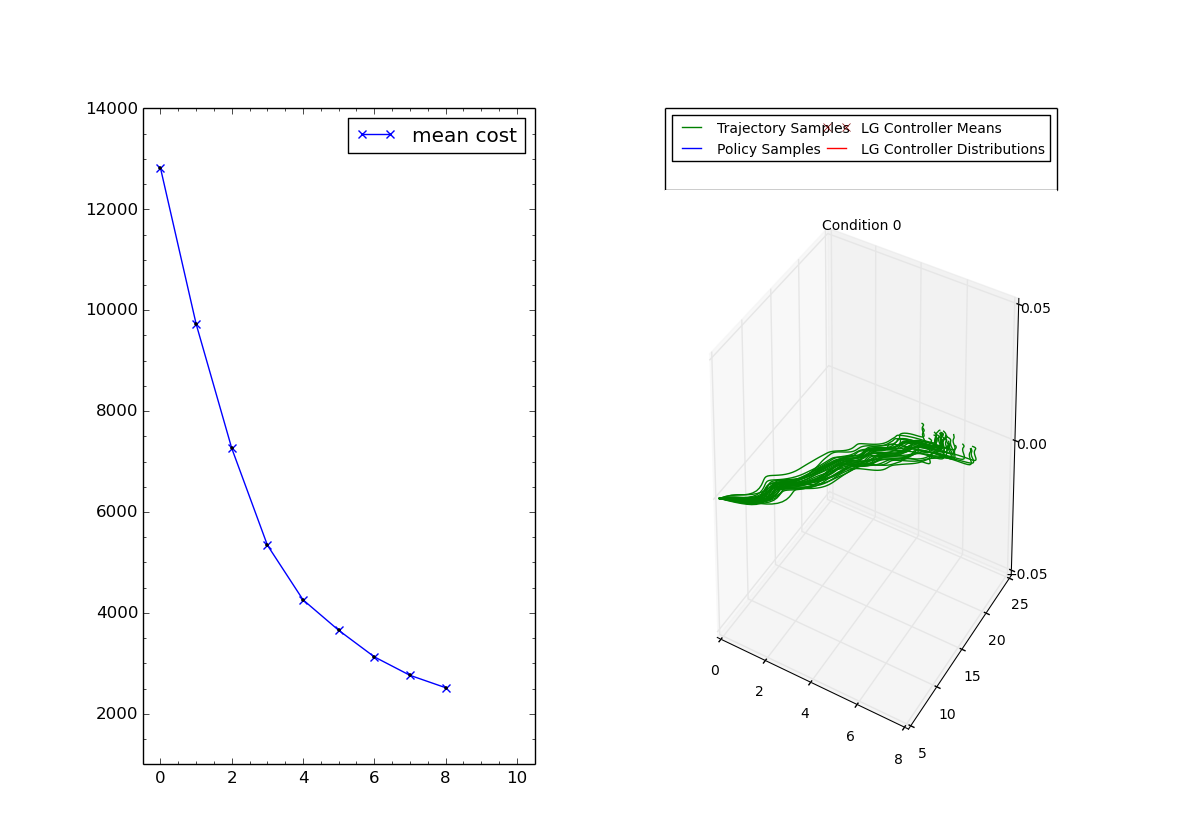 14000
12000
10000
8000
6000
4000
2000
0 2 4 6 8 10
mean cost
Trajectory Samples LG Controller Means
Policy Samples LG Controller Distributions
Condition 0
0.05
0.00
-0.05
0 2 4 6 8
5 10 15 20 25